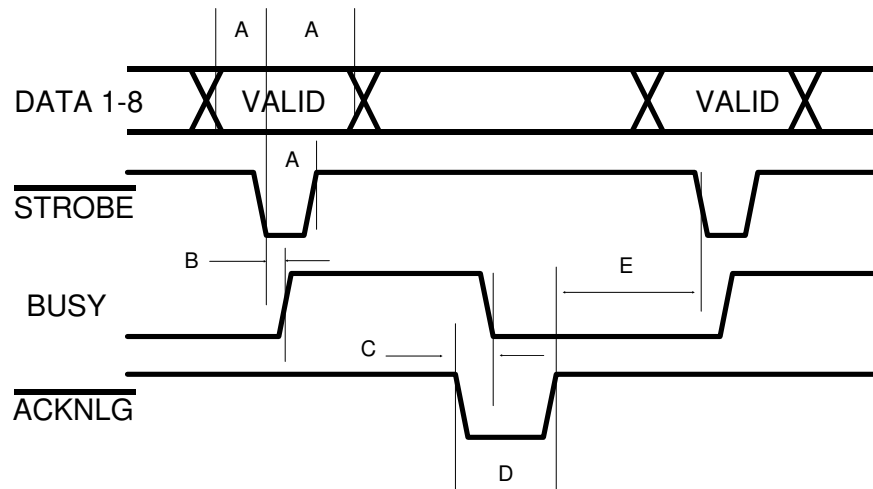 A A
DATA 1-8 VALID VALID
A
STROBE
B
E
BUSY
C
ACKNLG
D